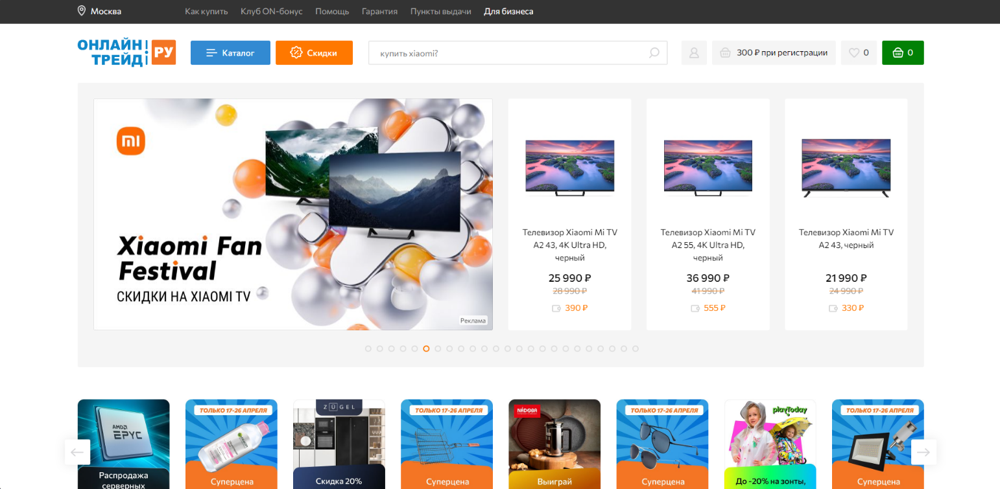 Москва
Как купить
Клуб ON-бонус
Помощь
Гарантия
Пункты выдачи
Для бизнеса
ОНЛАЙН
ТРЕЙД
РУ
Каталог
Скидки
купить xiaomi?
300 ₽ при регистрации
0
0
Xiaomi Fan
Festival
СКИДКИ НА XIAOMI TV
Реклама
Телевизор Xiaomi Mi TV
A2 43, 4K Ultra HD,
черный
25 990 ₽
28 990 ₽
390 ₽
Телевизор Xiaomi Mi TV
A2 55, 4K Ultra HD,
черный
36 990 ₽
41 990 ₽
555 ₽
Телевизор Xiaomi Mi TV
A2 43, черный
21 990 ₽
24 990 ₽
330 ₽
AMD
EPYC
Распродажа
серверных
ТОЛЬКО 17-26 АПРЕЛЯ
Суперцена
ZÜGEL
Скидка 20%
ТОЛЬКО 17-26 АПРЕЛЯ
Суперцена
NADOBA
Выиграй
ТОЛЬКО 17-26 АПРЕЛЯ
Суперцена
playToday
До -20% на зонты,
ТОЛЬКО 17-26 АПРЕЛЯ
Суперцена